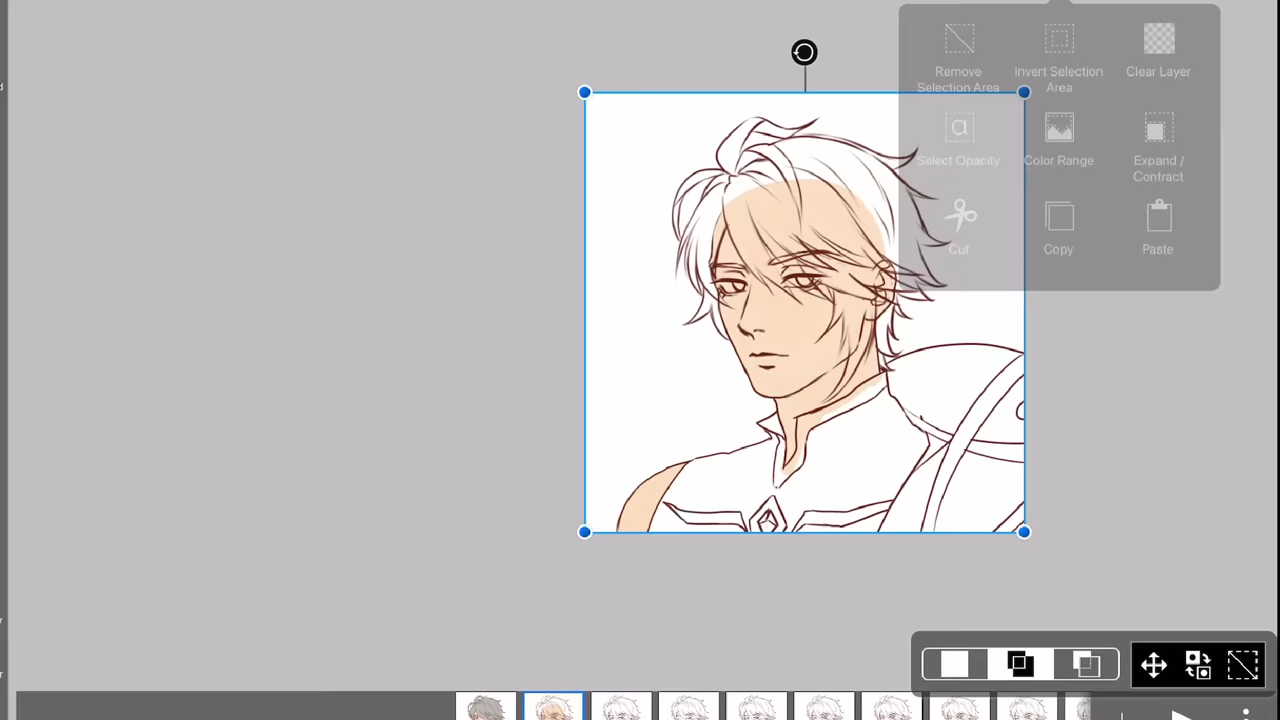 Remove
Selection Area
Invert Selection
Area
Clear Layer
Select Opacity
Color Range
Expand /
Contract
Cut
Copy
Paste